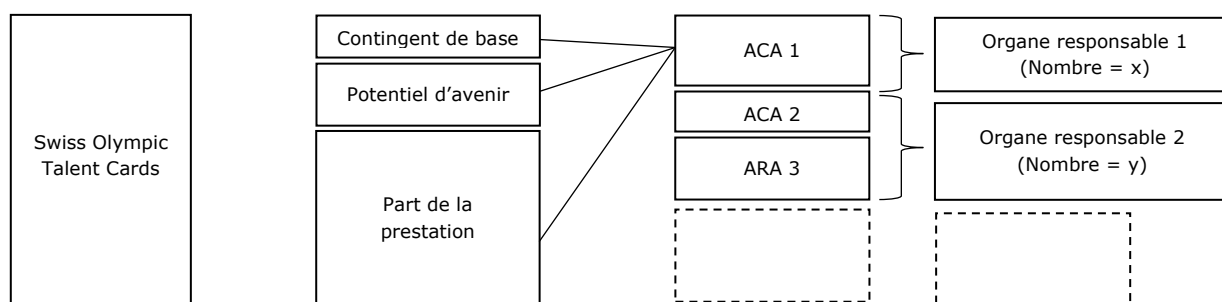 Swiss Olympic
Talent Cards
Contingent de base
Potentiel d’avenir
Part de la
prestation
ACA 1
ACA 2
ARA 3
Organe responsable 1
(Nombre = x)
Organe responsable 2
(Nombre = y)